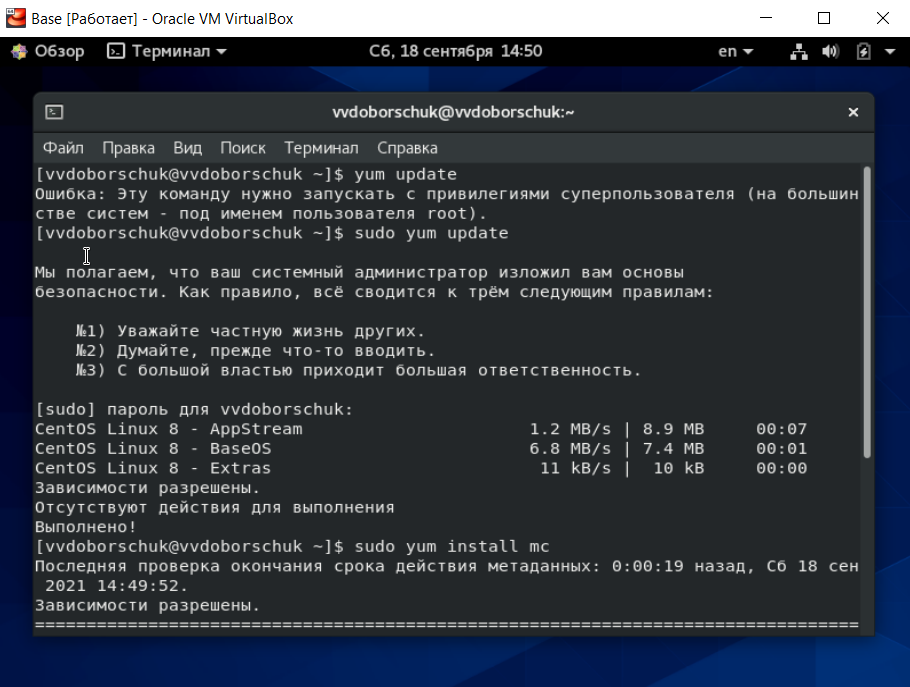 Base [Работает] - Oracle VM VirtualBox
Обзор Терминал Сб, 18 сентября 14:50 en
vvdoborschuk@vvdoborschuk:~
Файл Правка Вид Поиск Терминал Справка
[vvdoborschuk@vvdoborschuk ~]$ yum update
Ошибка: Эту команду нужно запускать с привилегиями суперпользователя (на большин
стве систем - под именем пользователя root).
[vvdoborschuk@vvdoborschuk ~]$ sudo yum update
Мы полагаем, что ваш системный администратор изложил вам основы
безопасности. Как правило, всё сводится к трём следующим правилам:
№1) Уважайте частную жизнь других.
№2) Думайте, прежде что-то вводить.
№3) С большой властью приходит большая ответственность.
[sudo] пароль для vvdoborschuk:
CentOS Linux 8 - AppStream 1.2 MB/s | 8.9 MB 00:07
CentOS Linux 8 - BaseOS 6.8 MB/s | 7.4 MB 00:01
CentOS Linux 8 - Extras 11 kB/s | 10 kB 00:00
Зависимости разрешены.
Отсутствуют действия для выполнения
Выполнено!
[vvdoborschuk@vvdoborschuk ~]$ sudo yum install mc
Последняя проверка окончания срока действия метаданных: 0:00:19 назад, Сб 18 сен
2021 14:49:52.
Зависимости разрешены.
================================================================================